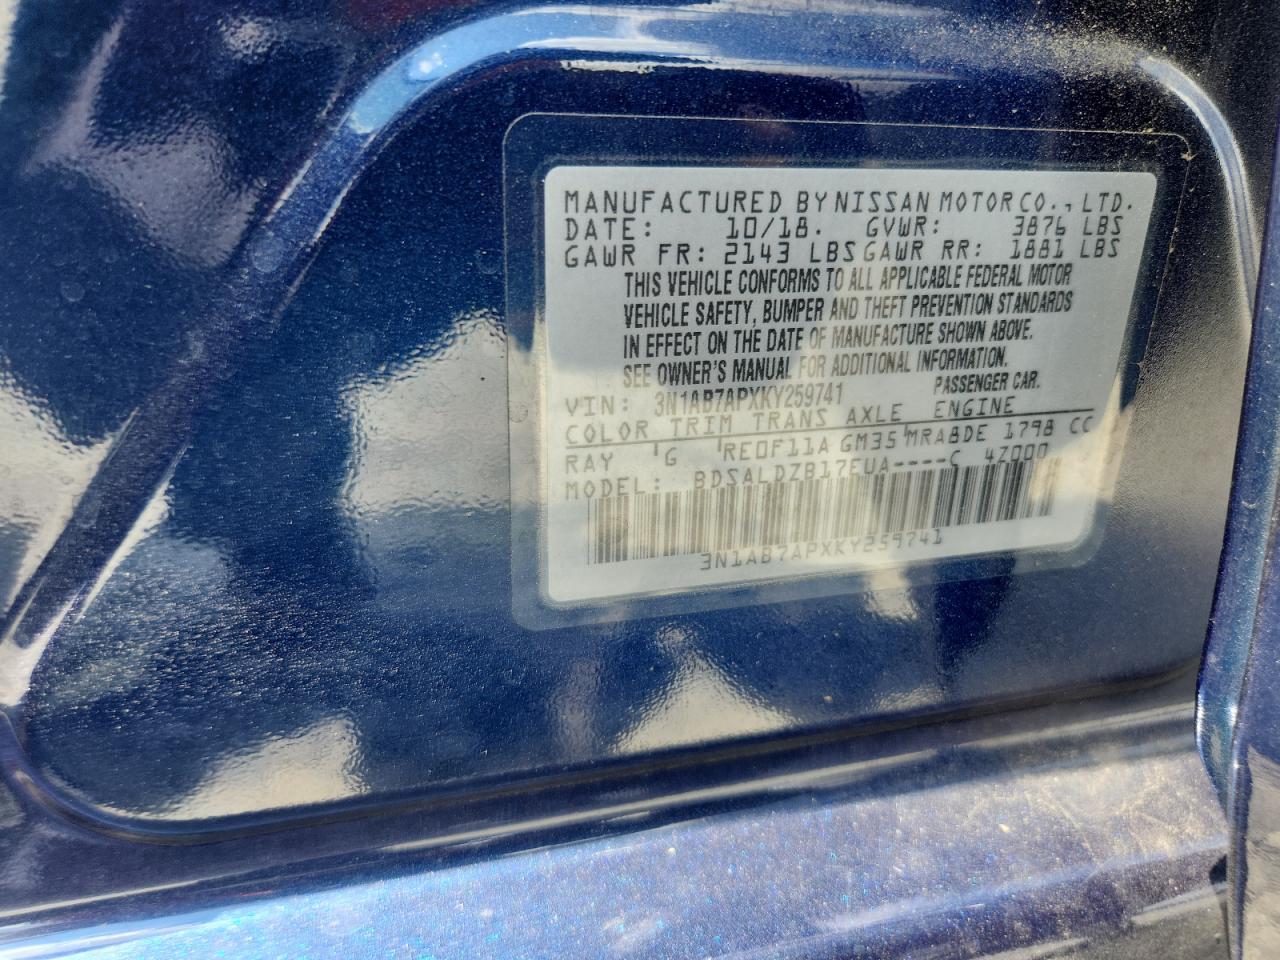 MANUFACTURED BY NISSAN MOTOR CO., LTD.
DATE: 10/18. GVWR: 3876 LBS
GAWR FR: 2143 LBS GAWR RR: 1881 LBS
THIS VEHICLE CONFORMS TO ALL APPLICABLE FEDERAL MOTOR
VEHICLE SAFETY, BUMPER AND THEFT PREVENTION STANDARDS
IN EFFECT ON THE DATE OF MANUFACTURE SHOWN ABOVE.
SEE OWNER'S MANUAL FOR ADDITIONAL INFORMATION.
VIN: 3N1AB7APXKY259741 PASSENGER CAR.
COLOR TRIM TRANS AXLE ENGINE
RAY G RE0F11A GM35 MRA8DE 1798 CC
MODEL: BDSALDZB17EUA----C 4Z000
3N1AB7APXKY259741